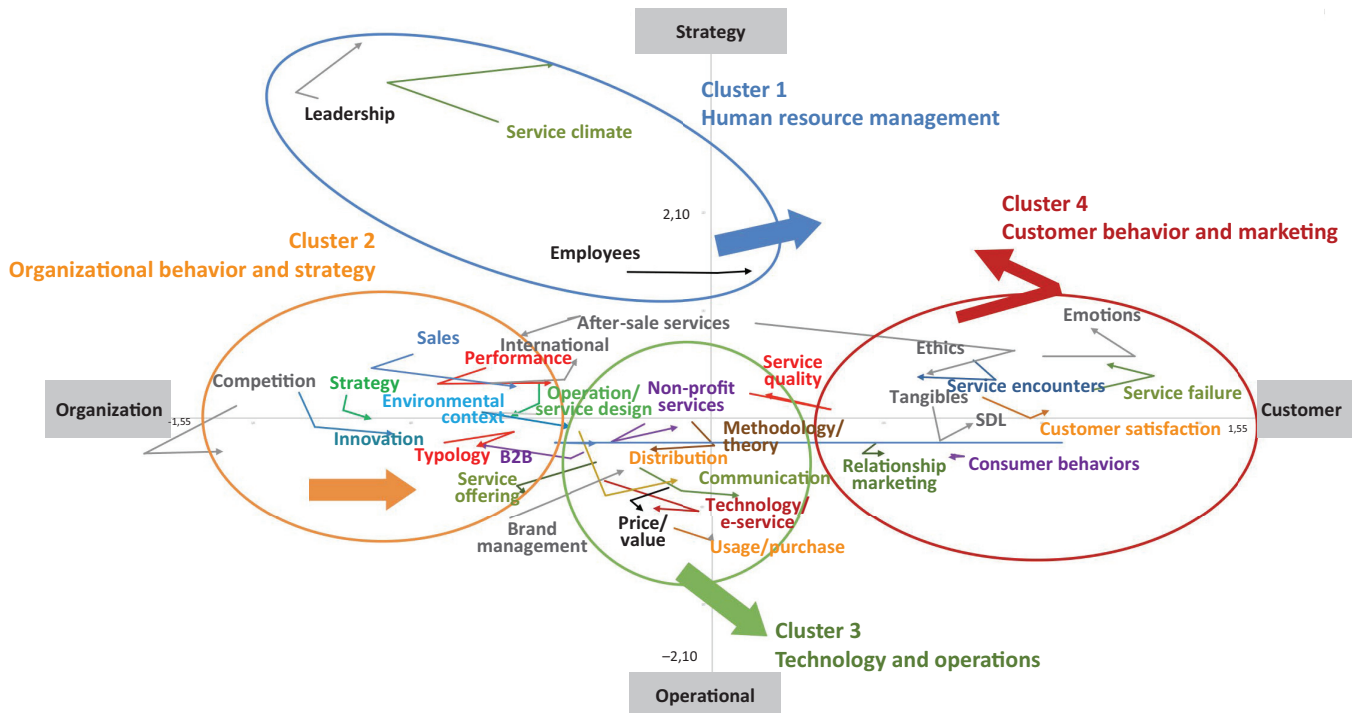 Strategy
Cluster 1
Human resource management
Leadership
Service climate
2,10
Employees
Cluster 4
Customer behavior and marketing
Cluster 2
Organizational behavior and strategy
After-sale services
Emotions
Sales
International
Performance
Ethics
Service
quality
Competition
Strategy
Environmental
context
Operation/
service design
Non-profit
services
Service encounters
Tangibles
Service failure
Organization
-1,55
Customer
1,55
SDL
Innovation
Methodology/
theory
Customer satisfaction
Typology
B2B
Distribution
Relationship
marketing
Consumer behaviors
Service
offering
Communication
Technology/
e-service
Brand
management
Price/
value
Usage/purchase
Cluster 3
Technology and operations
–2,10
Operational